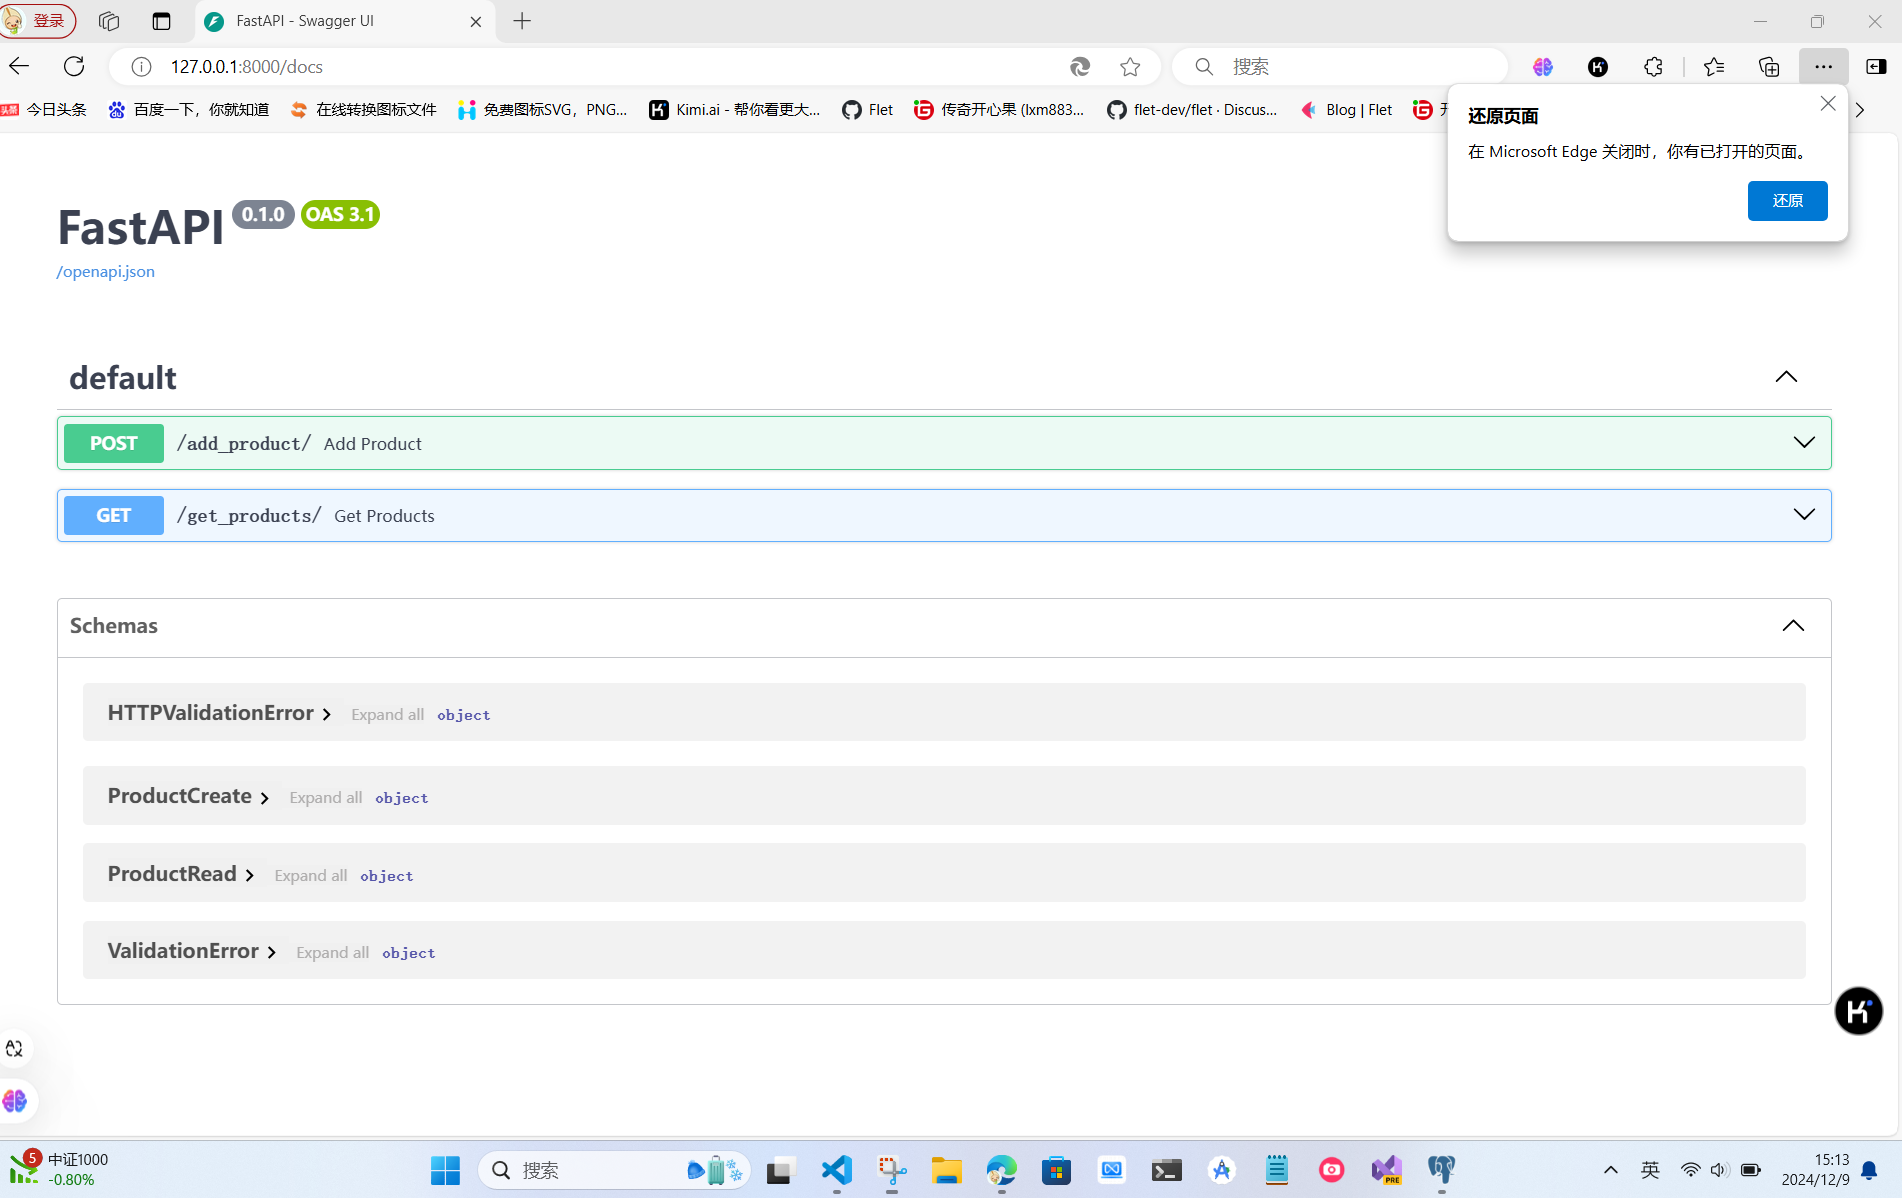 登录
FastAPI - Swagger UI
127.0.0.1:8000/docs
搜索
今日头条
百度一下，你就知道
在线转换图标文件
免费图标SVG，PNG...
Kimi.ai - 帮你看更大...
Flet
传奇开心果 (lxm883...
flet-dev/flet · Discus...
Blog | Flet
还原页面
在 Microsoft Edge 关闭时，你有已打开的页面。
还原
FastAPI 0.1.0 OAS 3.1
/openapi.json
default
POST /add_product/ Add Product
GET /get_products/ Get Products
Schemas
HTTPValidationError Expand all object
ProductCreate Expand all object
ProductRead Expand all object
ValidationError Expand all object
5
中证1000
-0.80%
搜索
PRE
英
15:13
2024/12/9